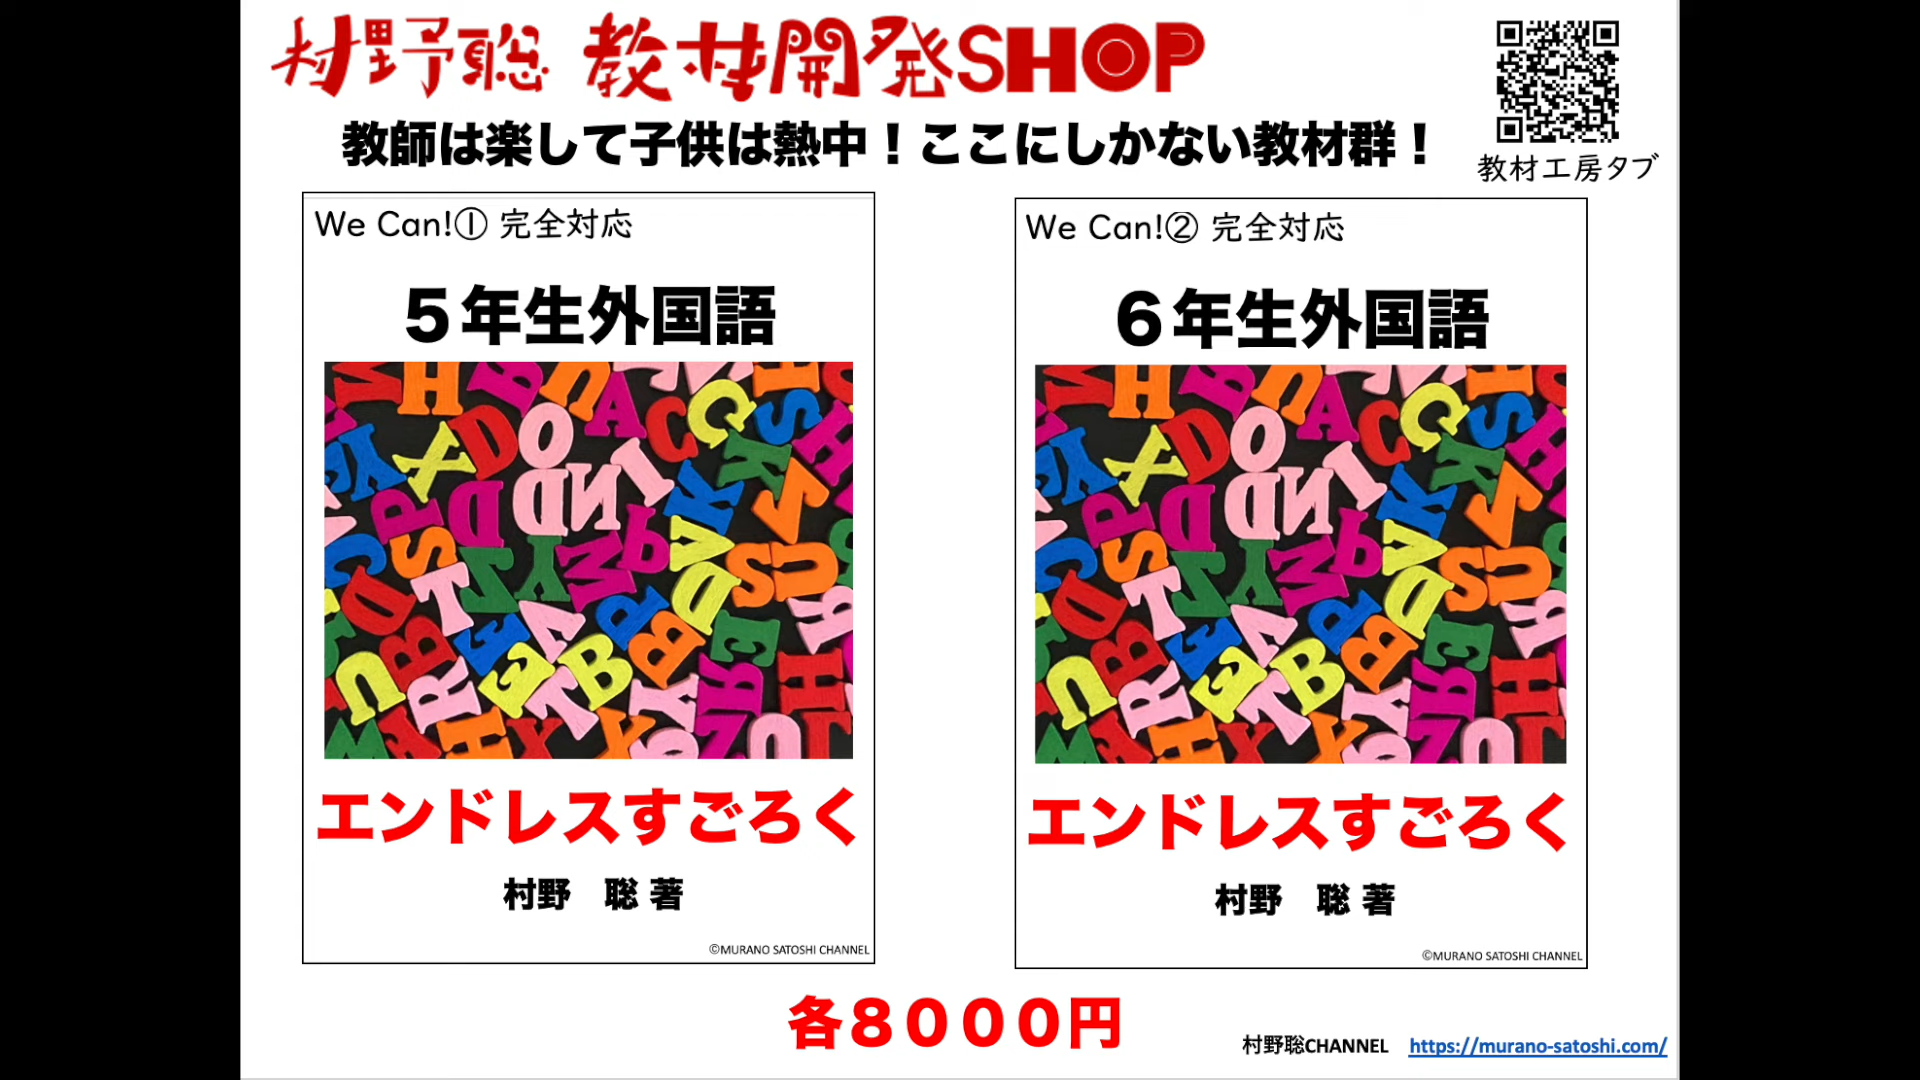 村野聡 教材開発SHOP
教師は楽して子供は熱中！ここにしかない教材群！
教材工房タブ
We Can!① 完全対応
５年生外国語
エンドレスすごろく
村野　聡 著
©MURANO SATOSHI CHANNEL
We Can!② 完全対応
６年生外国語
エンドレスすごろく
村野　聡 著
©MURANO SATOSHI CHANNEL
各８０００円
村野聡CHANNEL https://murano-satoshi.com/